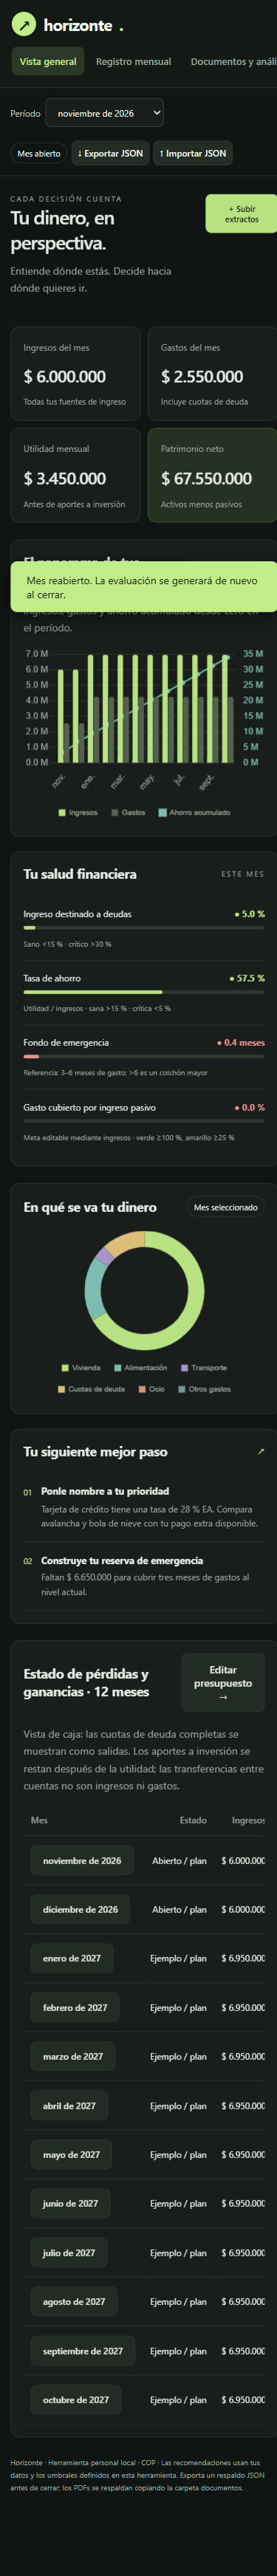 horizonte .
Vista general
Registro mensual
Documentos y análi
Período
noviembre de 2026
Mes abierto
↓ Exportar JSON
↑ Importar JSON
CADA DECISIÓN CUENTA
Tu dinero, en
perspectiva.
+ Subir
extractos
Entiende dónde estás. Decide hacia
dónde quieres ir.
Ingresos del mes
$ 6.000.000
Todas tus fuentes de ingreso
Gastos del mes
$ 2.550.000
Incluye cuotas de deuda
Utilidad mensual
$ 3.450.000
Antes de aportes a inversión
Patrimonio neto
$ 67.550.000
Activos menos pasivos
Mes reabierto. La evaluación se generará de nuevo
al cerrar.
el período.
7.0 M
6.0 M
5.0 M
4.0 M
3.0 M
2.0 M
1.0 M
0.0 M
35 M
30 M
25 M
20 M
15 M
10 M
5 M
0 M
nov.
ene.
mar.
may.
jul.
sept.
Ingresos
Gastos
Ahorro acumulado
Tu salud financiera
ESTE MES
Ingreso destinado a deudas
● 5.0 %
Sano <15 % · crítico >30 %
Tasa de ahorro
● 57.5 %
Utilidad / ingresos · sana >15 % · crítica <5 %
Fondo de emergencia
● 0.4 meses
Referencia: 3–6 meses de gasto; >6 es un colchón mayor
Gasto cubierto por ingreso pasivo
● 0.0 %
Meta editable mediante ingresos · verde ≥100 %, amarillo ≥25 %
En qué se va tu dinero
Mes seleccionado
Vivienda
Alimentación
Transporte
Cuotas de deuda
Ocio
Otros gastos
Tu siguiente mejor paso
↗
01
Ponle nombre a tu prioridad
Tarjeta de crédito tiene una tasa de 28 % EA. Compara
avalancha y bola de nieve con tu pago extra disponible.
02
Construye tu reserva de emergencia
Faltan $ 6.650.000 para cubrir tres meses de gastos al
nivel actual.
Estado de pérdidas y
ganancias · 12 meses
Editar
presupuesto
→
Vista de caja: las cuotas de deuda completas se
muestran como salidas. Los aportes a inversión se
restan después de la utilidad; las transferencias entre
cuentas no son ingresos ni gastos.
Mes
Estado
Ingresos
noviembre de 2026
Abierto / plan
$ 6.000.000
diciembre de 2026
Abierto / plan
$ 6.000.000
enero de 2027
Ejemplo / plan
$ 6.950.000
febrero de 2027
Ejemplo / plan
$ 6.950.000
marzo de 2027
Ejemplo / plan
$ 6.950.000
abril de 2027
Ejemplo / plan
$ 6.950.000
mayo de 2027
Ejemplo / plan
$ 6.950.000
junio de 2027
Ejemplo / plan
$ 6.950.000
julio de 2027
Ejemplo / plan
$ 6.950.000
agosto de 2027
Ejemplo / plan
$ 6.950.000
septiembre de 2027
Ejemplo / plan
$ 6.950.000
octubre de 2027
Ejemplo / plan
$ 6.950.000
Horizonte · Herramienta personal local · COP · Las recomendaciones usan tus
datos y los umbrales definidos en esta herramienta. Exporta un respaldo JSON
antes de cerrar; los PDFs se respaldan copiando la carpeta documentos.